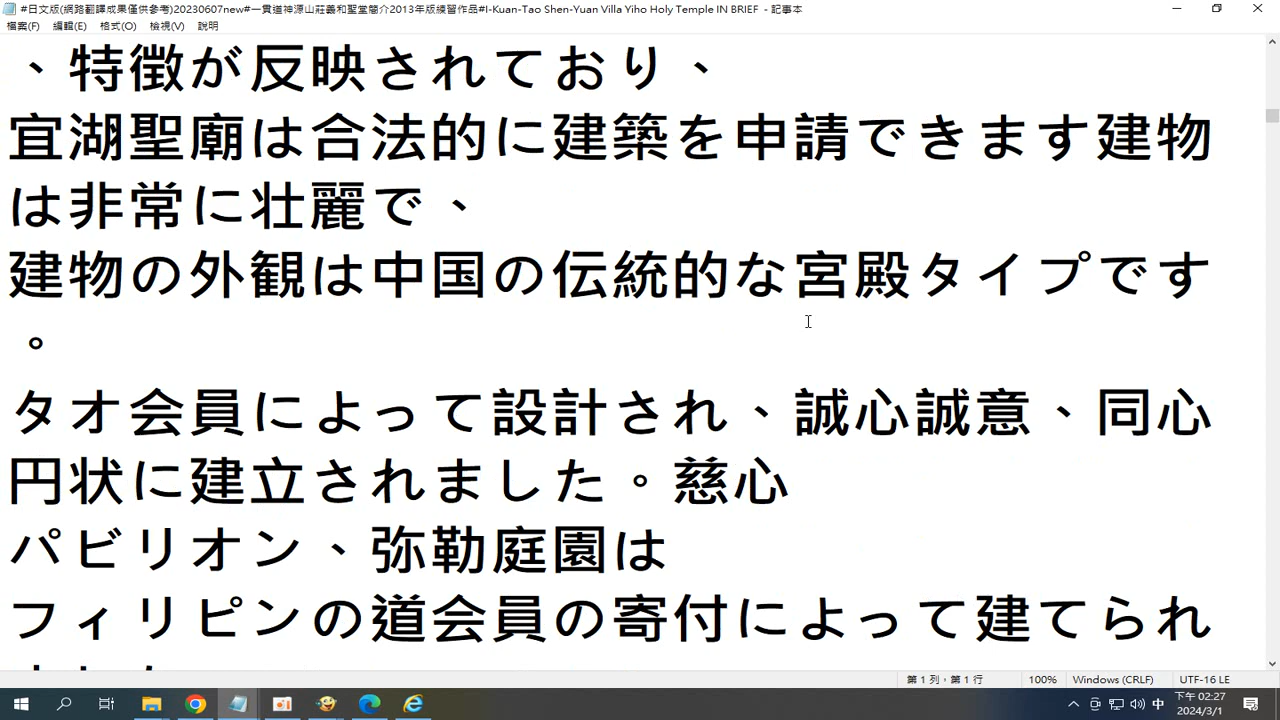 #日文版(網路翻譯成果僅供參考)20230607new#一貫道神源山莊義和聖堂簡介2013年版練習作品#I-Kuan-Tao Shen-Yuan Villa Yiho Holy Temple IN BRIEF - 記事本
檔案(F) 編輯(E) 格式(O) 檢視(V) 說明
、特徴が反映されており、
宜湖聖廟は合法的に建築を申請できます建物
は非常に壮麗で、
建物の外観は中国の伝統的な宮殿タイプです
。
タオ会員によって設計され、誠心誠意、同心
円状に建立されました。慈心
パビリオン、弥勒庭園は
フィリピンの道会員の寄付によって建てられ
第 1 列，第 1 行 100% Windows (CRLF) UTF-16 LE
中 下午 02:27
2024/3/1